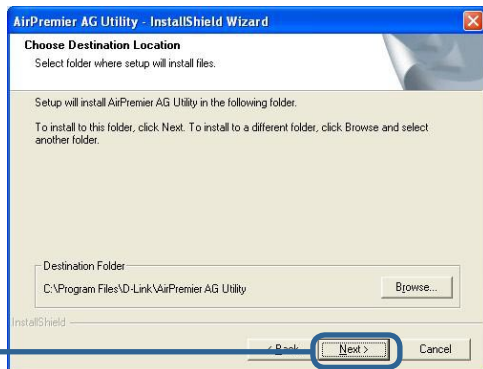 AirPremier AG Utility - InstallShield Wizard
Choose Destination Location
Select folder where setup will install files.
Setup will install AirPremier AG Utility in the following folder.
To install to this folder, click Next. To install to a different folder, click Browse and select
another folder.
Destination Folder
C:\Program Files\D-Link\AirPremier AG Utility
Browse...
InstallShield
< Back
Next >
Cancel